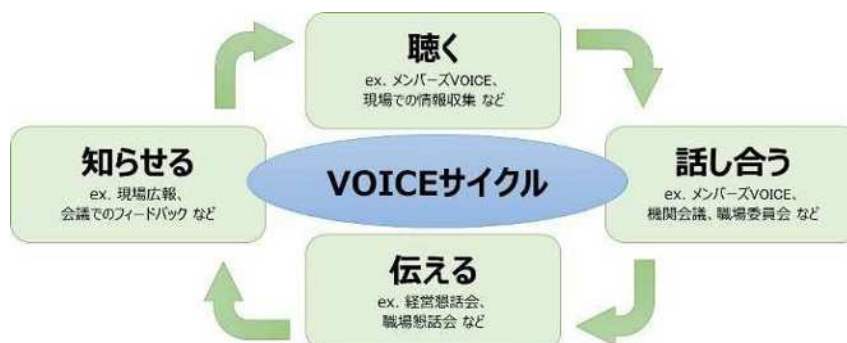 聴く
ex. メンバーズVOICE、
現場での情報収集 など
知らせる
ex. 現場広報、
会議でのフィードバック など
VOICEサイクル
話し合う
ex. メンバーズVOICE、
機関会議、職場委員会 など
伝える
ex. 経営懇話会、
職場懇話会 など